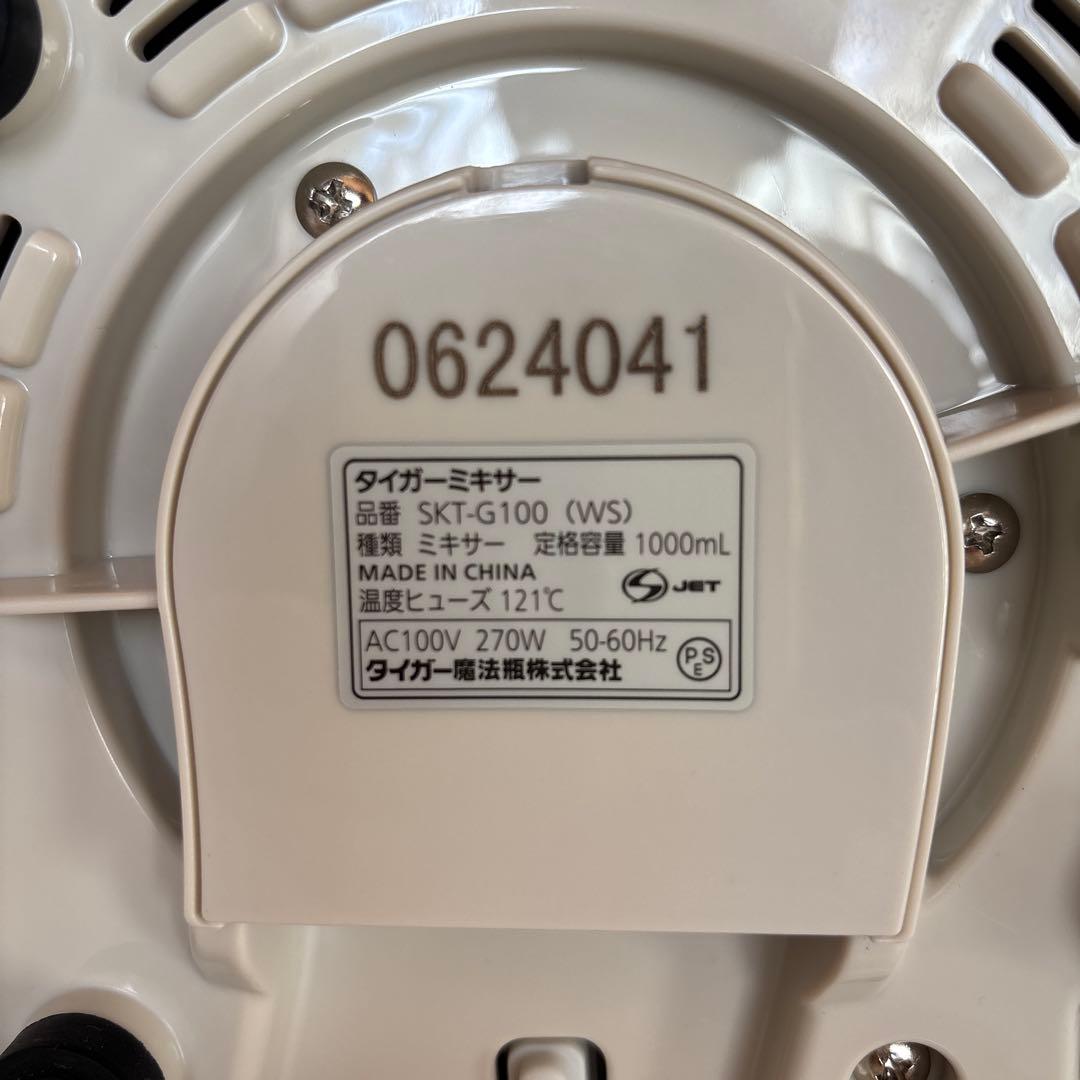 0624041
タイガーミキサー
品番 SKT-G100 (WS)
種類 ミキサー 定格容量 1000mL
MADE IN CHINA
温度ヒューズ 121℃
S JET
AC100V 270W 50-60Hz
タイガー魔法瓶株式会社
PSE